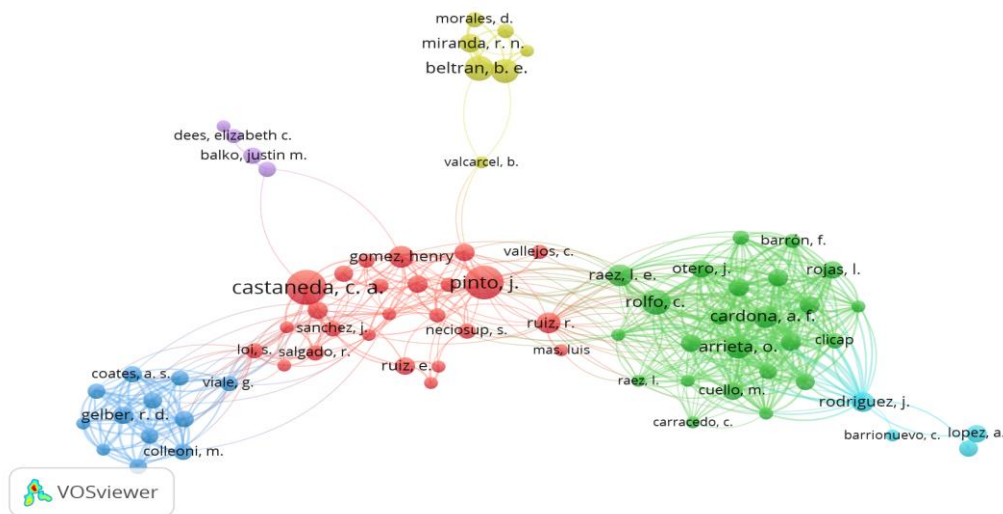 morales, d.
miranda, r. n.
beltran, b. e.
dees, elizabeth c.
balko, justin m.
valcarcel, b.
gomez, henry
vallejos, c.
castaneda, c. a.
pinto, j.
sanchez, j.
neciosup, s.
ruiz, r.
loi, s.
salgado, r.
mas, luis
ruiz, e.
barrón, f.
raez, l. e.
otero, j.
rojas, l.
rolfo, c.
cardona, a. f.
arrieta, o.
clicap
raez, l.
cuello, m.
rodriguez, j.
carracedo, c.
barrionuevo, c.
lopez, a.
coates, a. s.
viale, g.
gelber, r. d.
colleoni, m.
VOSviewer